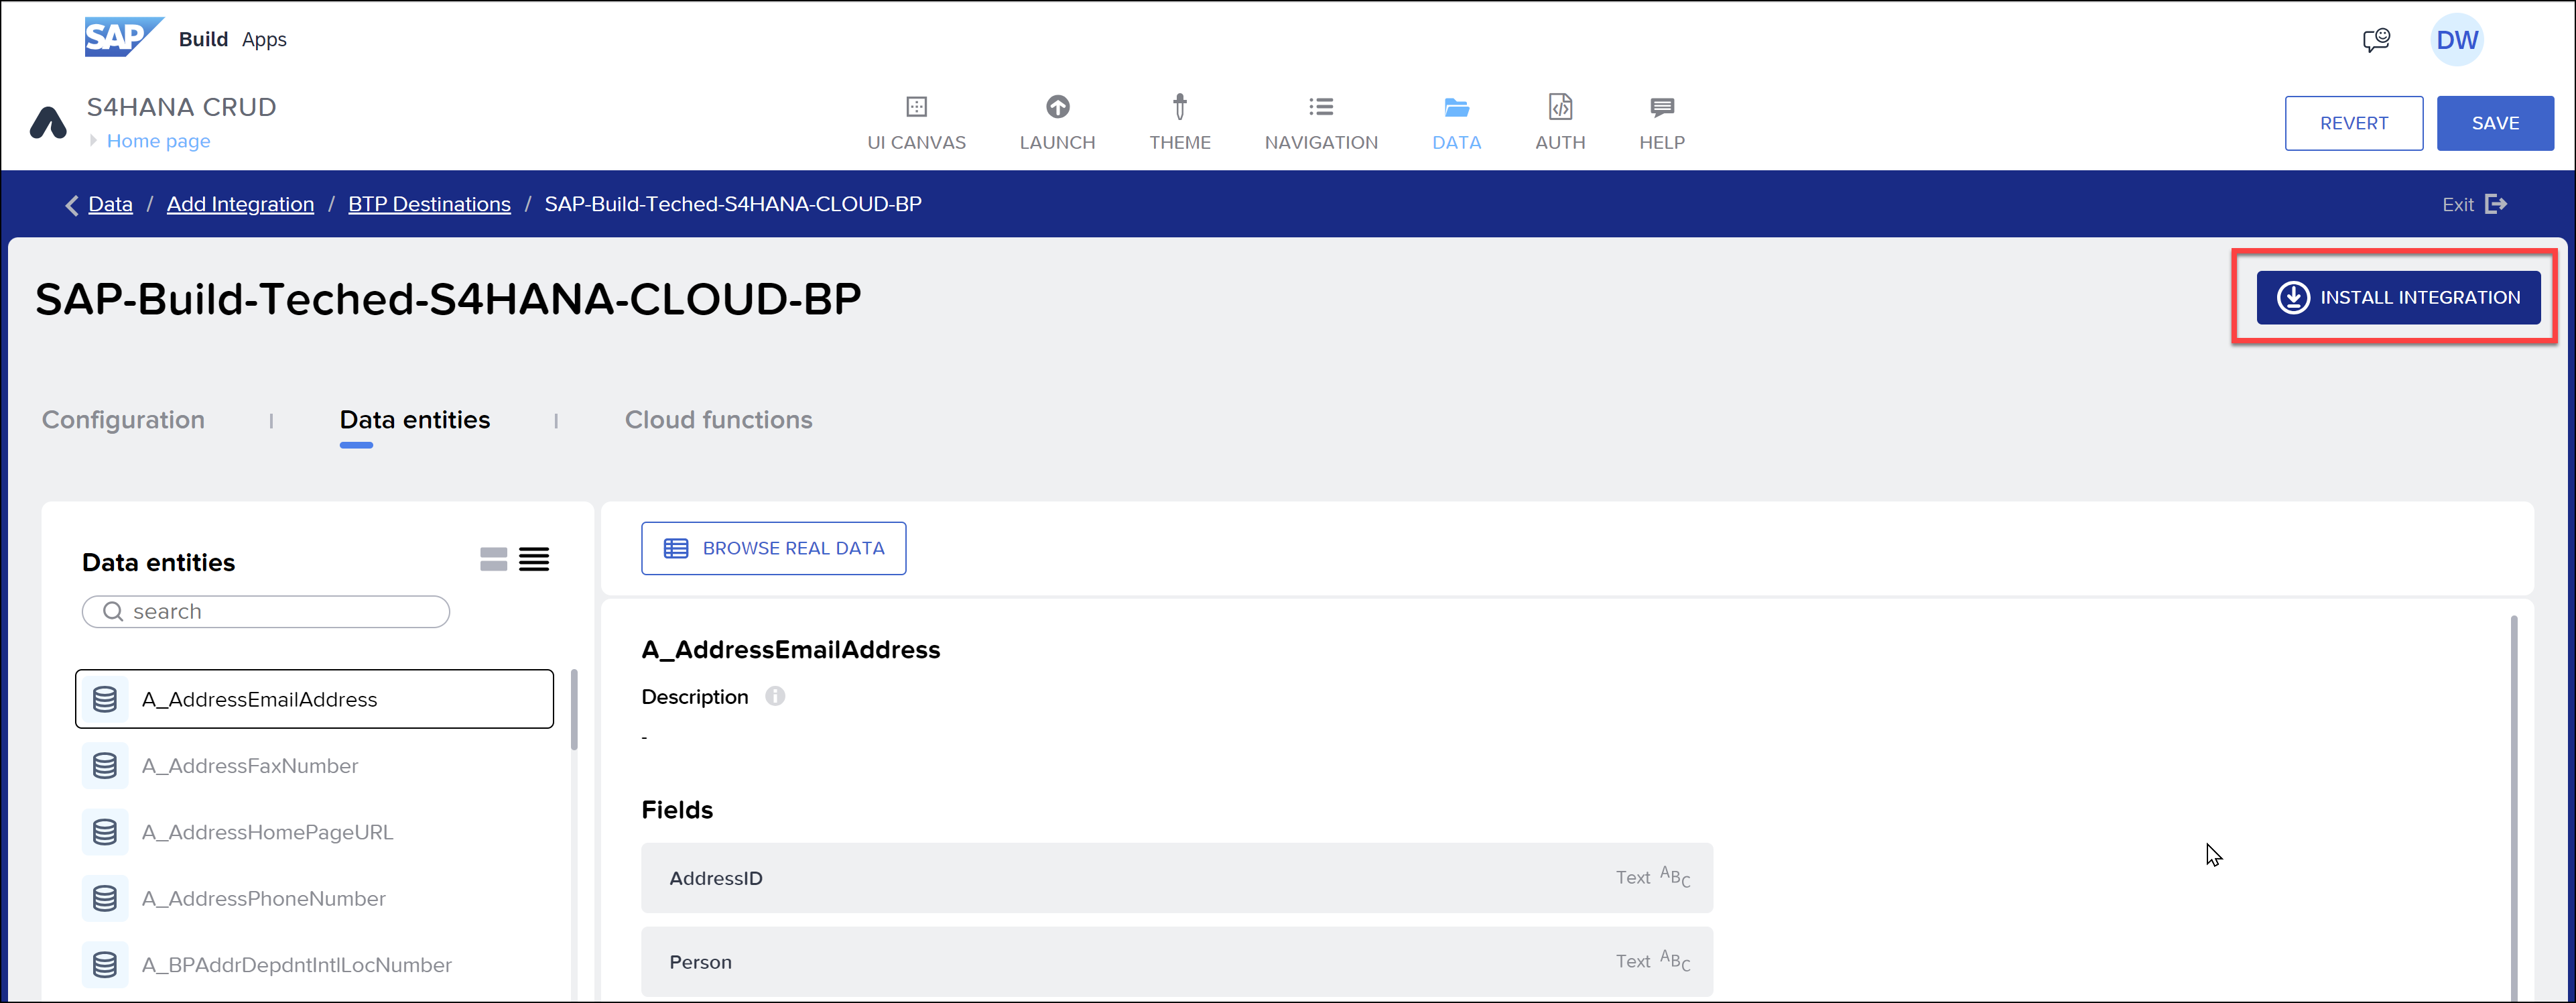 SAP Build Apps
DW
S4HANA CRUD
Home page
UI CANVAS
LAUNCH
THEME
NAVIGATION
DATA
AUTH
HELP
REVERT
SAVE
Data / Add Integration / BTP Destinations / SAP-Build-Teched-S4HANA-CLOUD-BP
Exit
SAP-Build-Teched-S4HANA-CLOUD-BP
INSTALL INTEGRATION
Configuration
Data entities
Cloud functions
Data entities
search
A_AddressEmailAddress
A_AddressFaxNumber
A_AddressHomePageURL
A_AddressPhoneNumber
A_BPAddrDepdntIntlLocNumber
BROWSE REAL DATA
A_AddressEmailAddress
Description
-
Fields
AddressID Text ABC
Person Text ABC